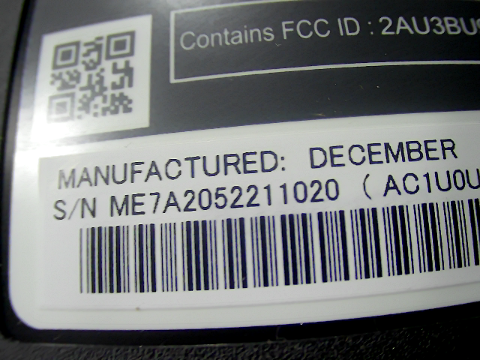 Contains FCC ID : 2AU3BU
MANUFACTURED: DECEMBER
S/N ME7A2052211020 ( AC1U0U